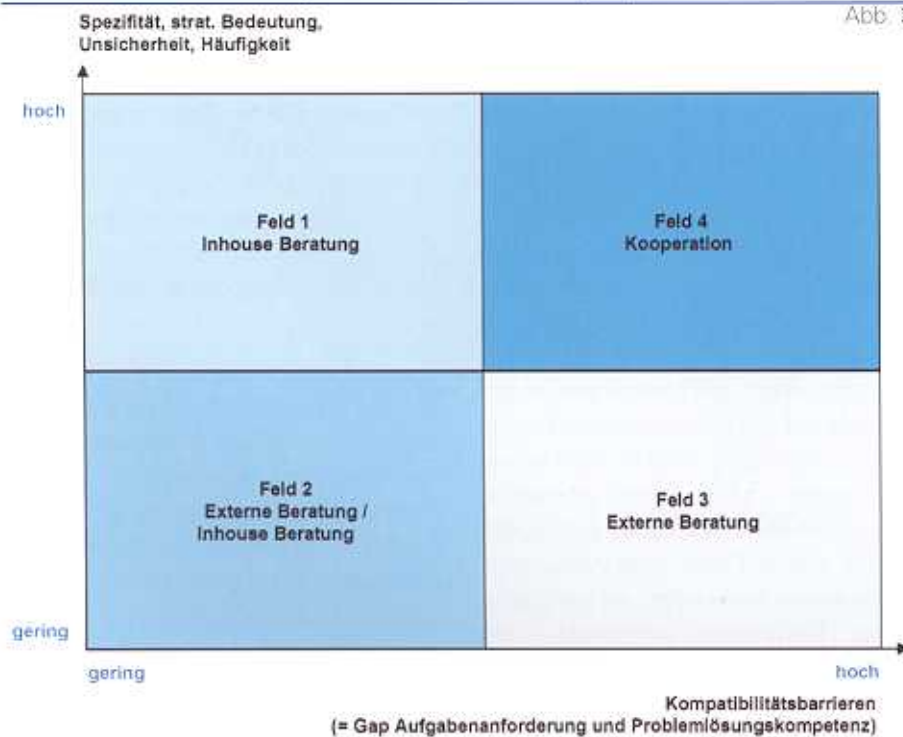 Abb.
Spezifität, strat. Bedeutung,
Unsicherheit, Häufigkeit
hoch
Feld 1
Inhouse Beratung
Feld 4
Kooperation
Feld 2
Externe Beratung /
Inhouse Beratung
Feld 3
Externe Beratung
gering
gering
hoch
Kompatibilitätsbarrieren
(= Gap Aufgabenanforderung und Problemlösungskompetenz)